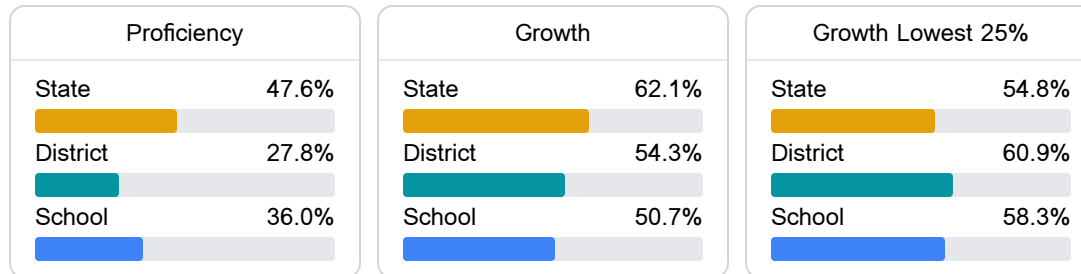 Proficiency
State 47.6%
District 27.8%
School 36.0%
Growth
State 62.1%
District 54.3%
School 50.7%
Growth Lowest 25%
State 54.8%
District 60.9%
School 58.3%